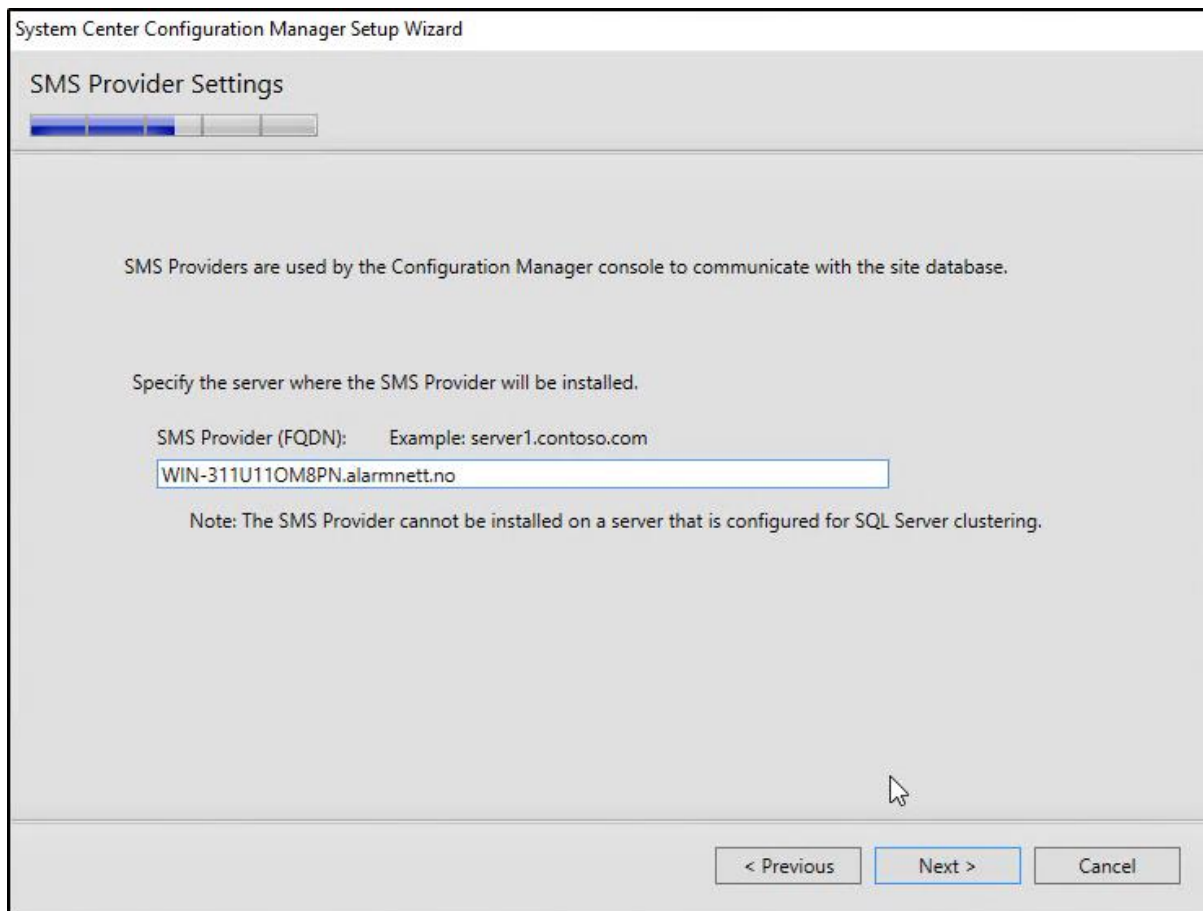 System Center Configuration Manager Setup Wizard
SMS Provider Settings
SMS Providers are used by the Configuration Manager console to communicate with the site database.
Specify the server where the SMS Provider will be installed.
SMS Provider (FQDN): Example: server1.contoso.com
WIN-311U11OM8PN.alarmnett.no
Note: The SMS Provider cannot be installed on a server that is configured for SQL Server clustering.
< Previous Next > Cancel